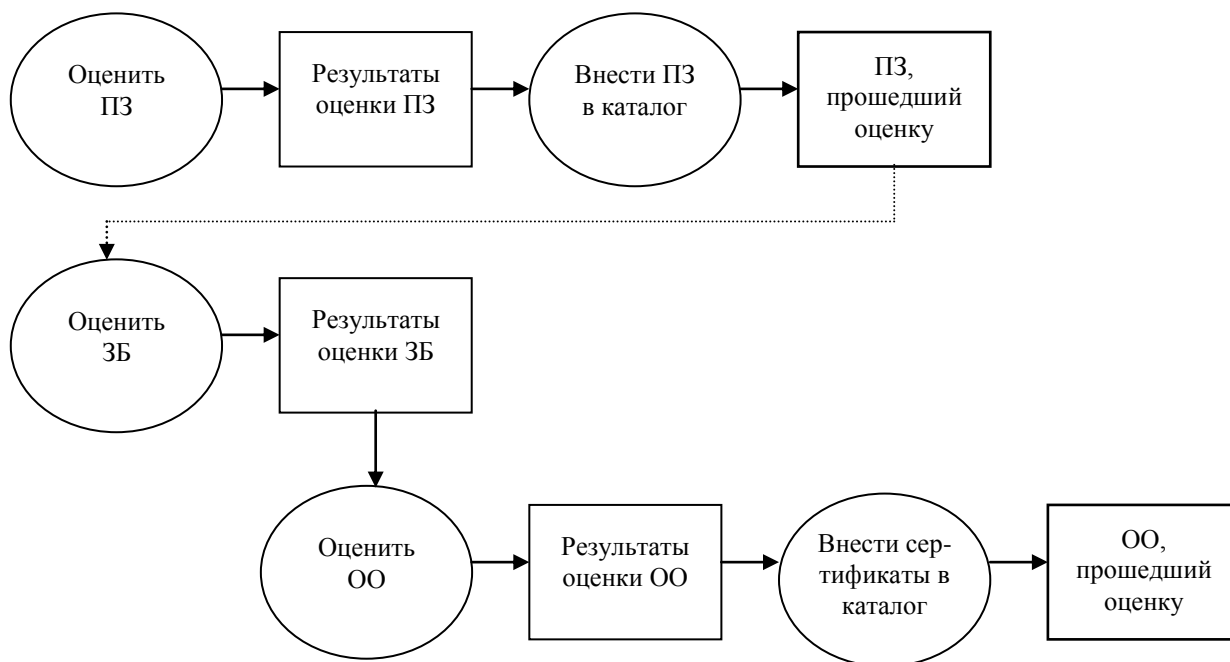 Оценить
ПЗ
Результаты
оценки ПЗ
Внести ПЗ
в каталог
ПЗ,
прошедший
оценку
Оценить
ЗБ
Результаты
оценки ЗБ
Оценить
ОО
Результаты
оценки ОО
Внести сер-
тификаты в
каталог
ОО,
прошедший
оценку